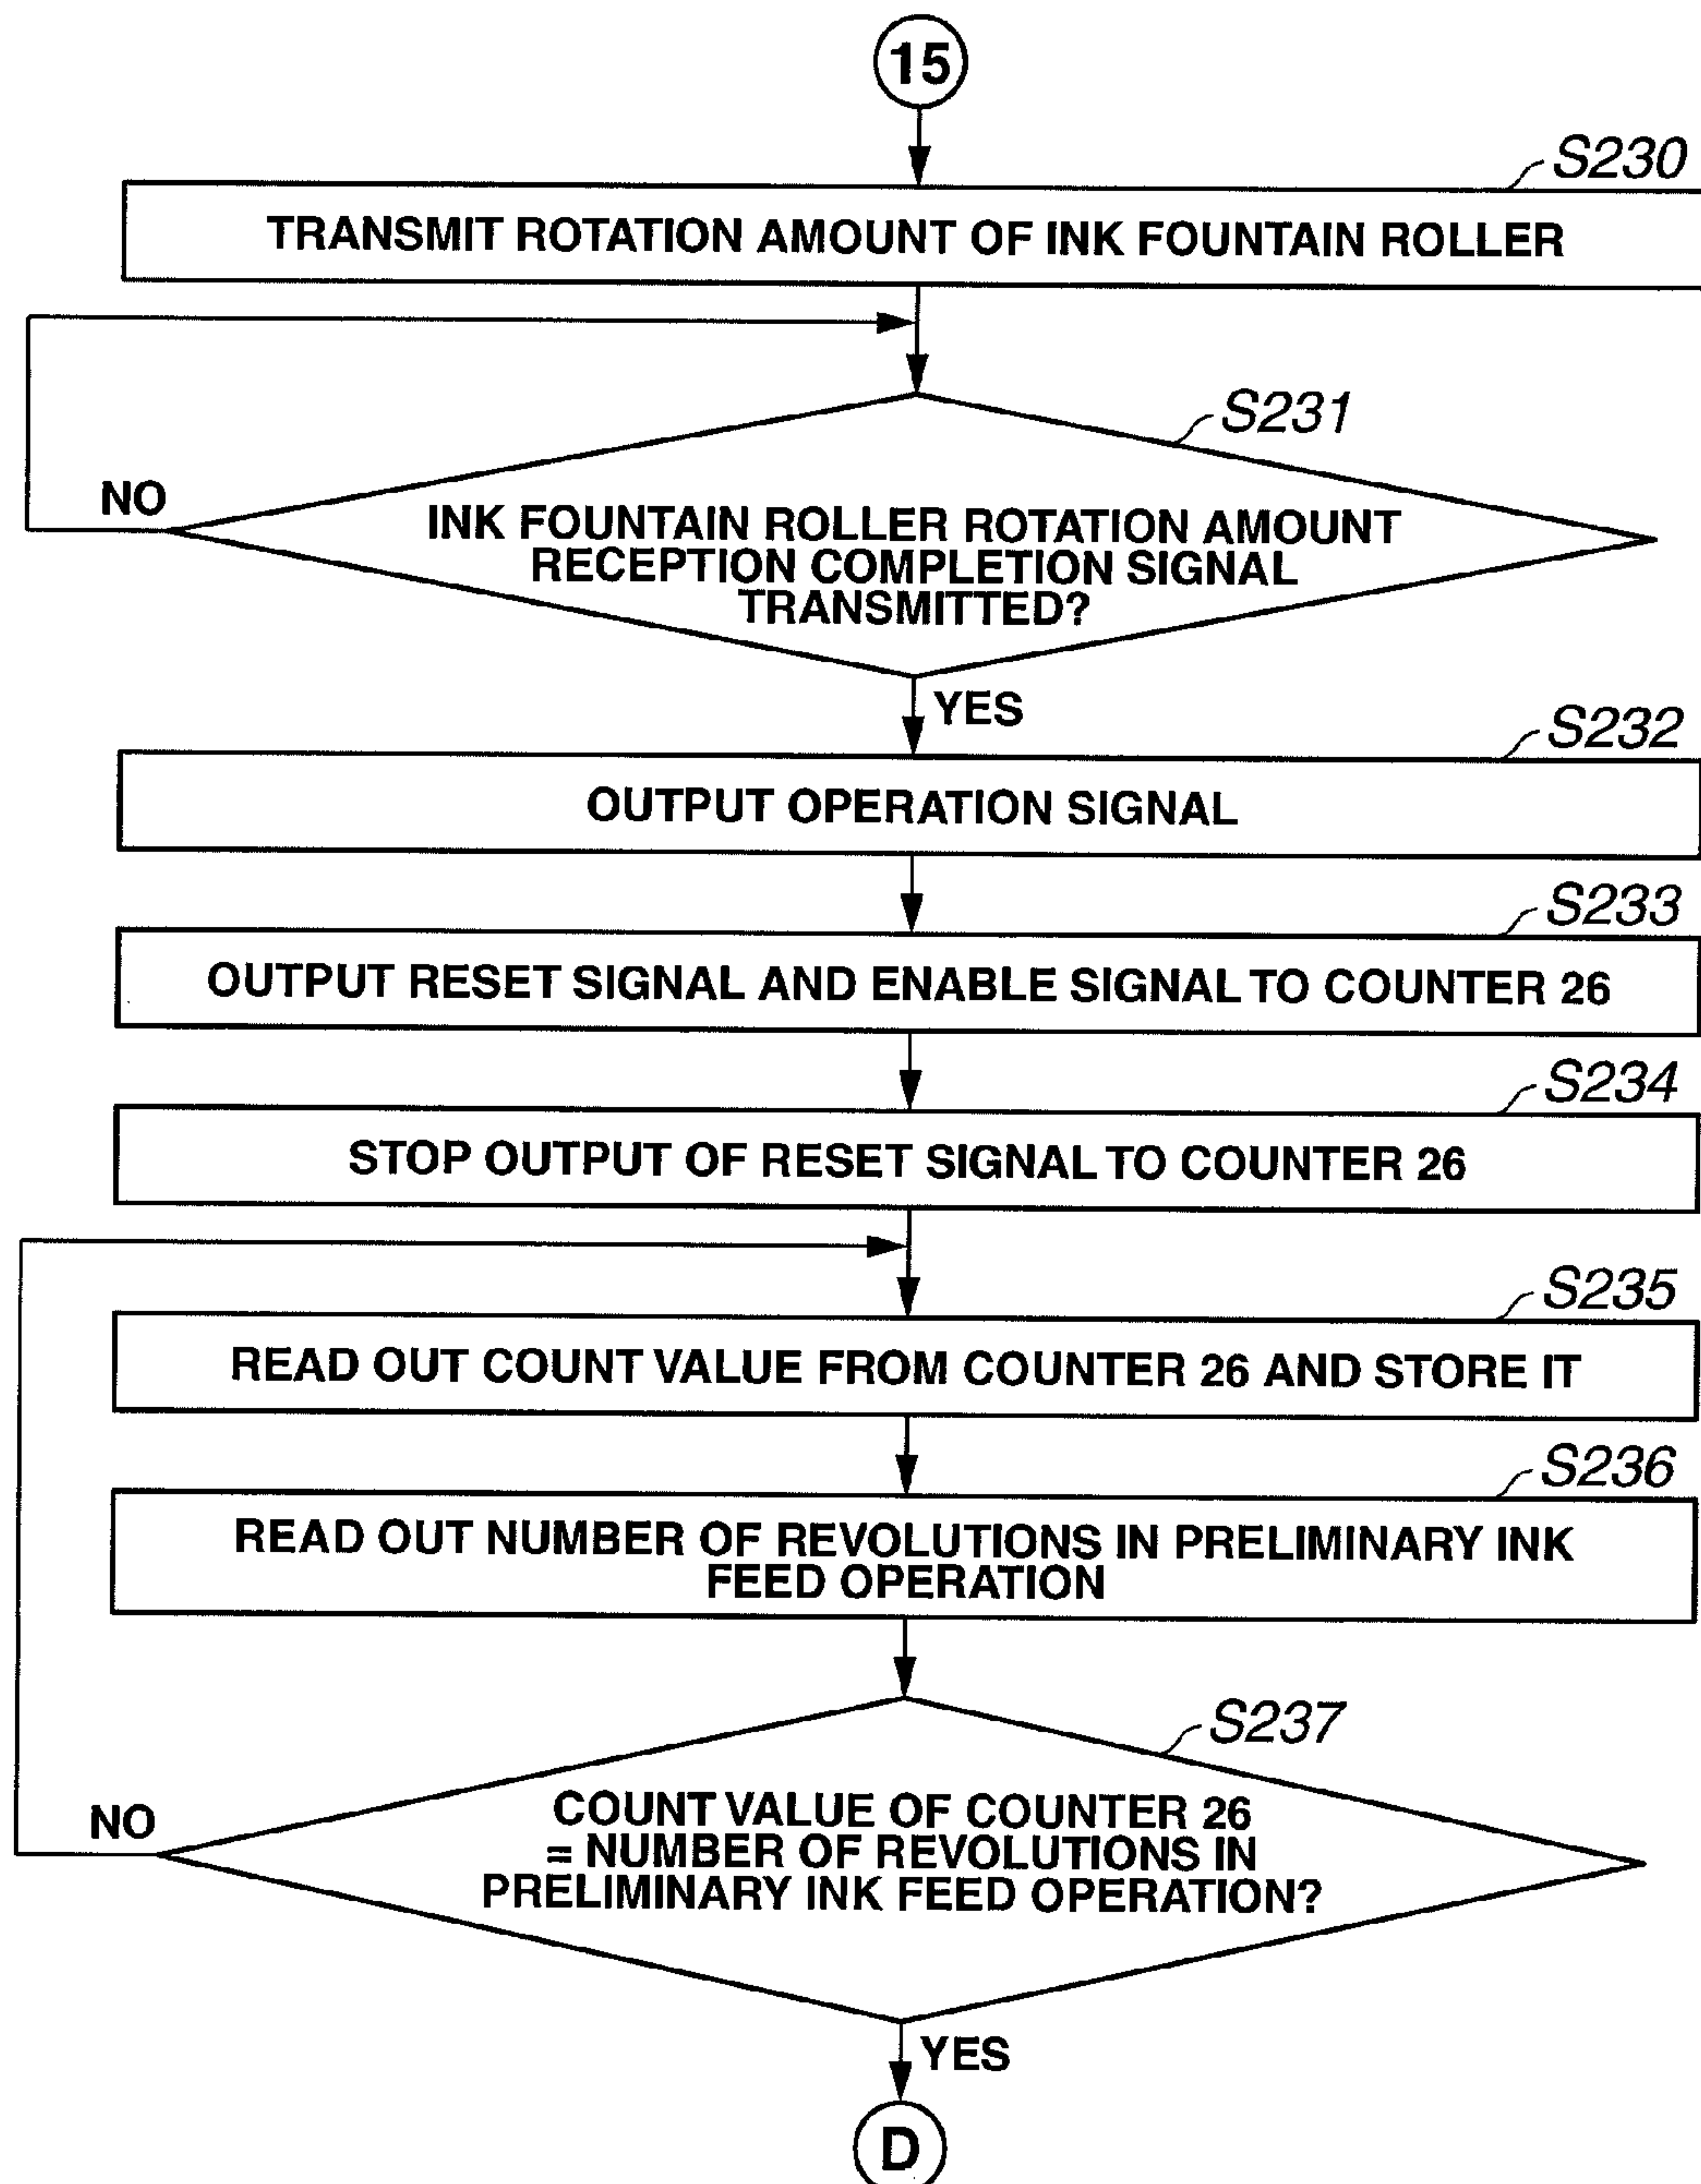 15
S230
TRANSMIT ROTATION AMOUNT OF INK FOUNTAIN ROLLER
S231
NO
INK FOUNTAIN ROLLER ROTATION AMOUNT
RECEPTION COMPLETION SIGNAL
TRANSMITTED?
YES
S232
OUTPUT OPERATION SIGNAL
S233
OUTPUT RESET SIGNAL AND ENABLE SIGNAL TO COUNTER 26
S234
STOP OUTPUT OF RESET SIGNAL TO COUNTER 26
S235
READ OUT COUNT VALUE FROM COUNTER 26 AND STORE IT
S236
READ OUT NUMBER OF REVOLUTIONS IN PRELIMINARY INK
FEED OPERATION
S237
NO
COUNT VALUE OF COUNTER 26
= NUMBER OF REVOLUTIONS IN
PRELIMINARY INK FEED OPERATION?
YES
D